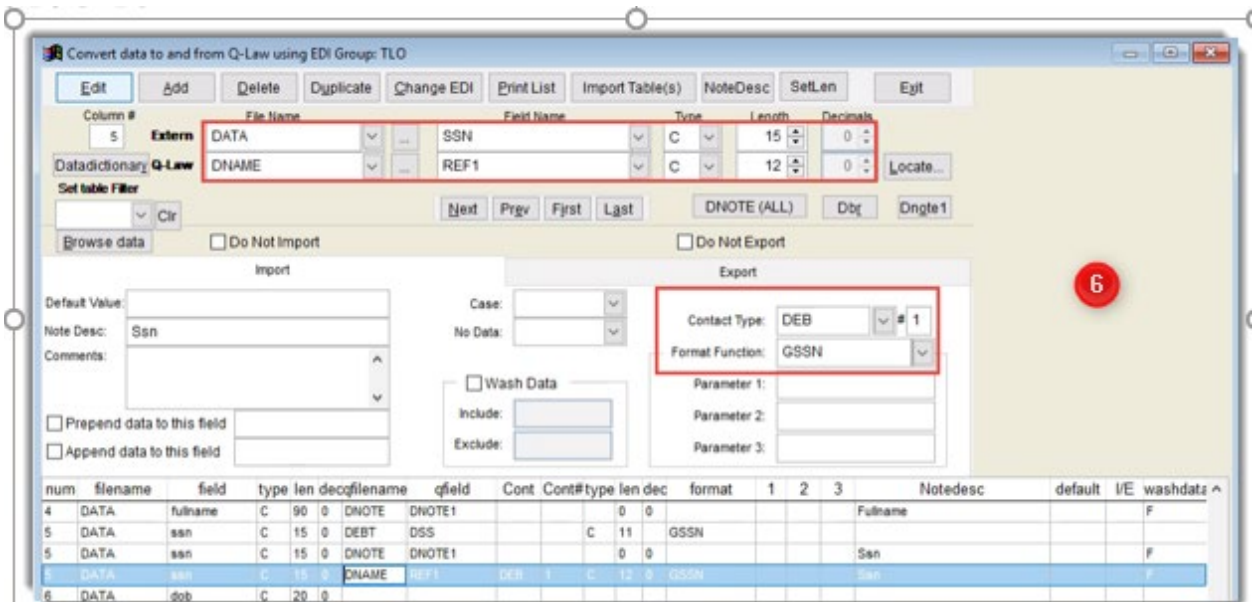 Convert data to and from Q-Law using EDI Group: TLO
Edit Add Delete Duplicate Change EDI Print List Import Table(s) NoteDesc SetLen Exit
Column # File Name Field Name Type Length Decimals
5 Extern DATA ... SSN C 15 0
Datadictionary Q-Law DNAME ... REF1 C 12 0 Locate...
Set table Filter
Clr Next Prev First Last DNOTE (ALL) Dbr Dnote1
Browse data Do Not Import Do Not Export
Import Export
6
Default Value: Case: Contact Type: DEB # 1
Note Desc: Ssn No Data: Format Function: GSSN
Comments:
Wash Data Parameter 1:
Include: Parameter 2:
Prepend data to this field
Exclude: Parameter 3:
Append data to this field
num filename field type len dec qfilename qfield Cont Cont# type len dec format 1 2 3 Notedesc default I/E washdata
4 DATA fullname C 90 0 DNOTE DNOTE1 0 0 Fullname F
5 DATA ssn C 15 0 DEBT DSS C 11 GSSN
5 DATA ssn C 15 0 DNOTE DNOTE1 0 0 Ssn F
5 DATA ssn C 15 0 DNAME REF1 DEB 1 C 12 0 GSSN Ssn F
6 DATA dob C 20 0